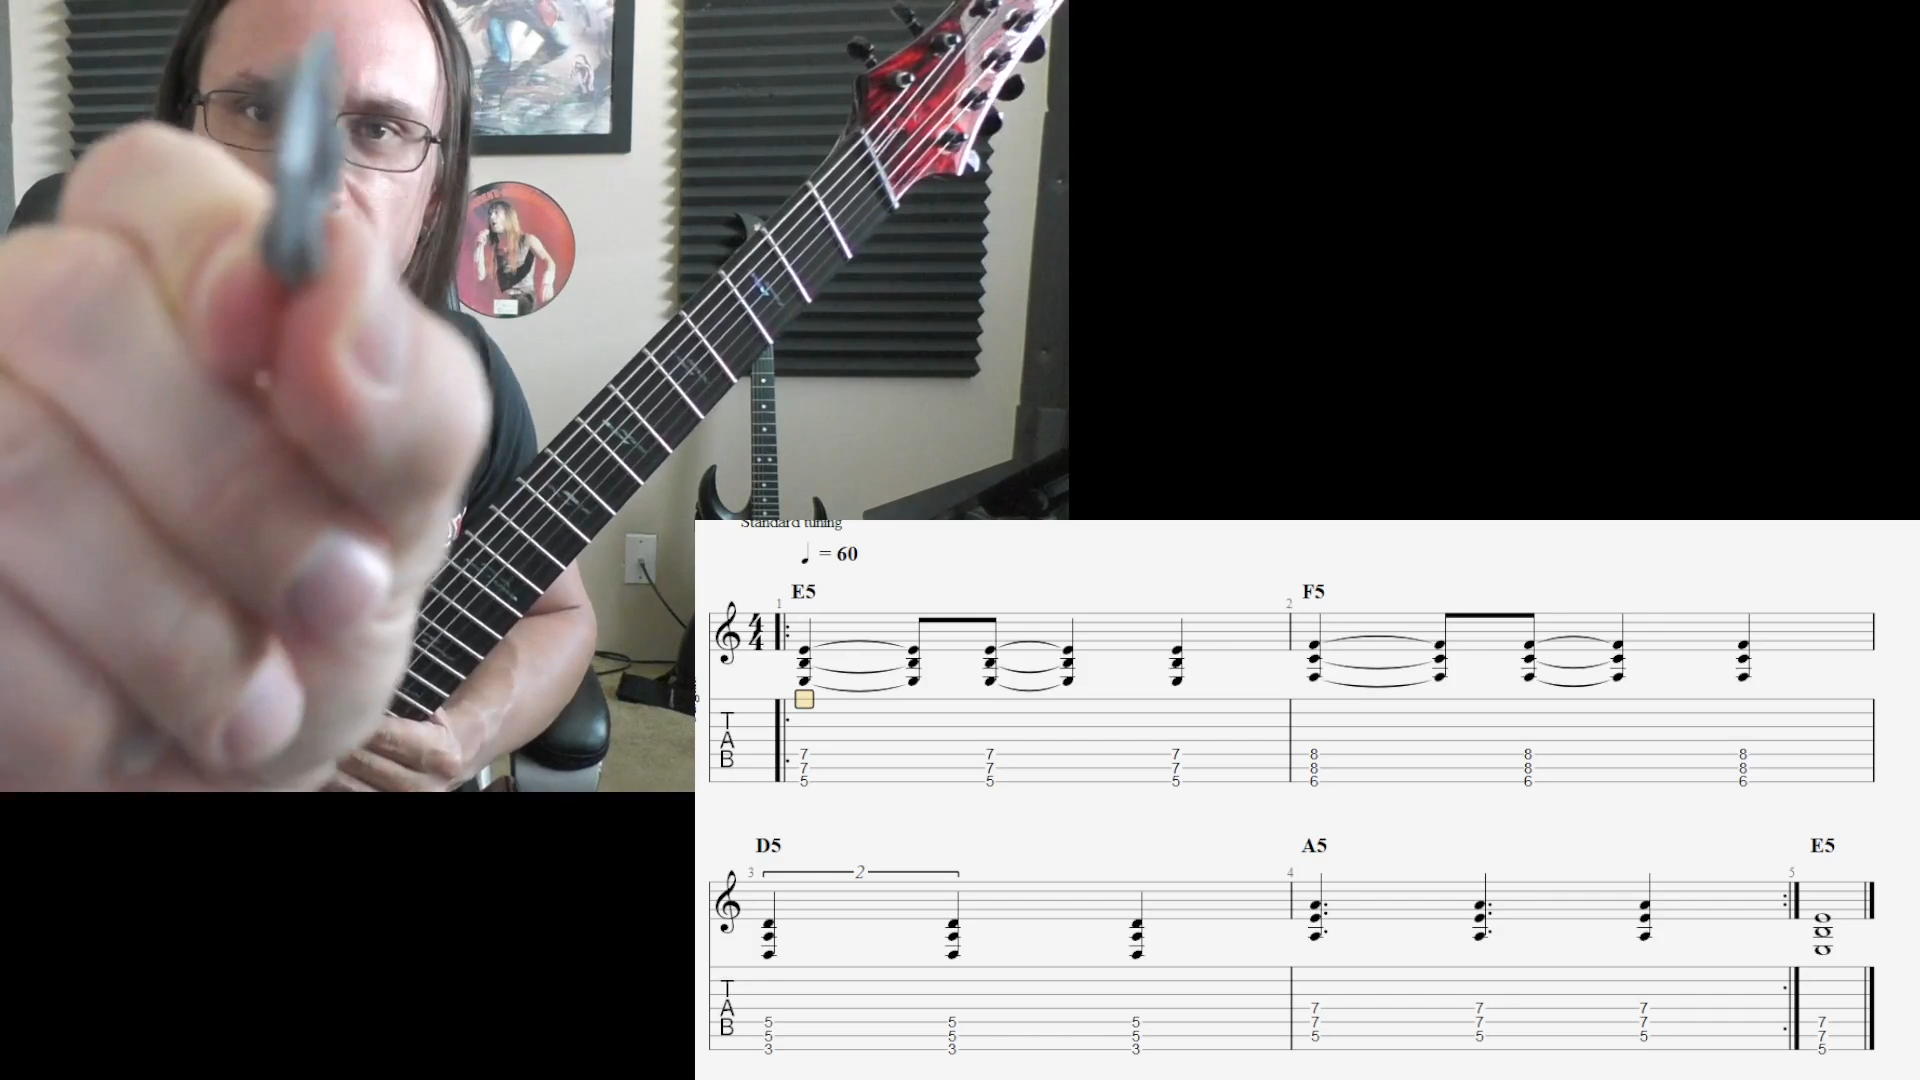 Standard tuning
= 60
E5 F5
1 2
4
4
T
A
B
7 7 7 8 8 8
7 7 7 8 8 8
5 5 5 6 6 6
D5 A5 E5
3 2 4 5
T
A
B
7 7 7
5 5 5 7 7 7 7
5 5 5 5 5 5 7
3 3 3 5